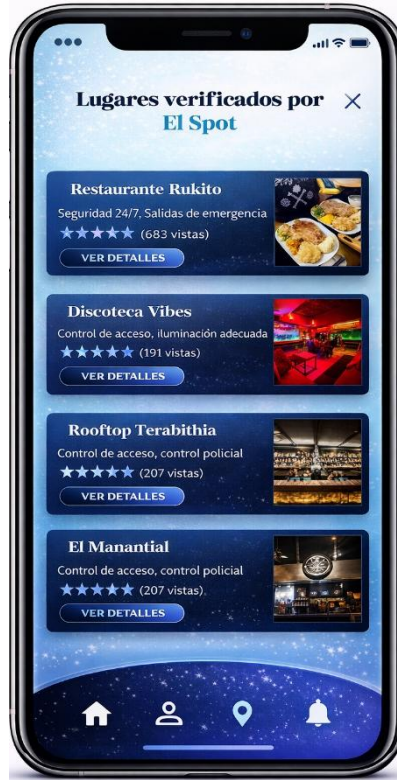 Lugares verificados por
El Spot
Restaurante Rukito
Seguridad 24/7, Salidas de emergencia
(683 vistas)
VER DETALLES
Discoteca Vibes
Control de acceso, iluminación adecuada
(191 vistas)
VER DETALLES
Rooftop Terabithia
Control de acceso, control policial
(207 vistas)
VER DETALLES
El Manantial
Control de acceso, control policial
(207 vistas)
VER DETALLES